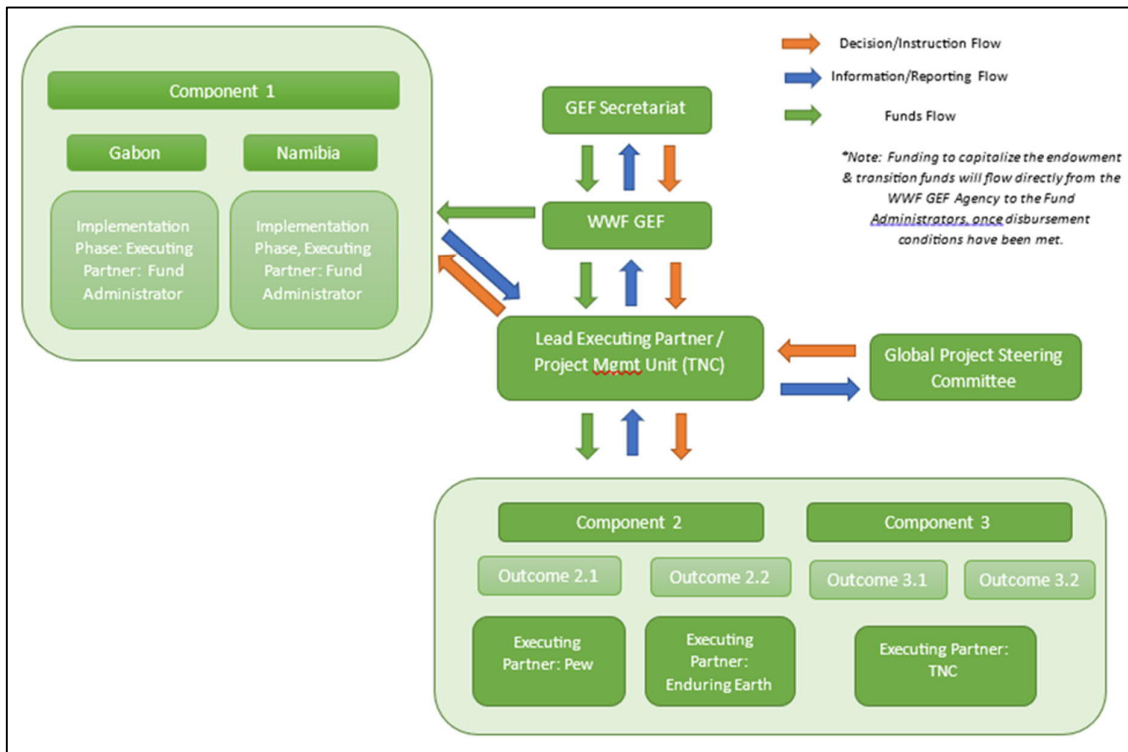 Component 1
Gabon
Namibia
Implementation
Phase: Executing
Partner: Fund
Administrator
Implementation
Phase, Executing
Partner: Fund
Administrator
GEF Secretariat
WWF GEF
Lead Executing Partner /
Project Mgmt Unit (TNC)
Global Project Steering
Committee
Decision/Instruction Flow
Information/Reporting Flow
Funds Flow
*Note: Funding to capitalize the endowment
& transition funds will flow directly from the
WWF GEF Agency to the Fund
Administrators, once disbursement
conditions have been met.
Component 2
Component 3
Outcome 2.1
Outcome 2.2
Outcome 3.1
Outcome 3.2
Executing
Partner: Pew
Executing
Partner:
Enduring Earth
Executing Partner:
TNC